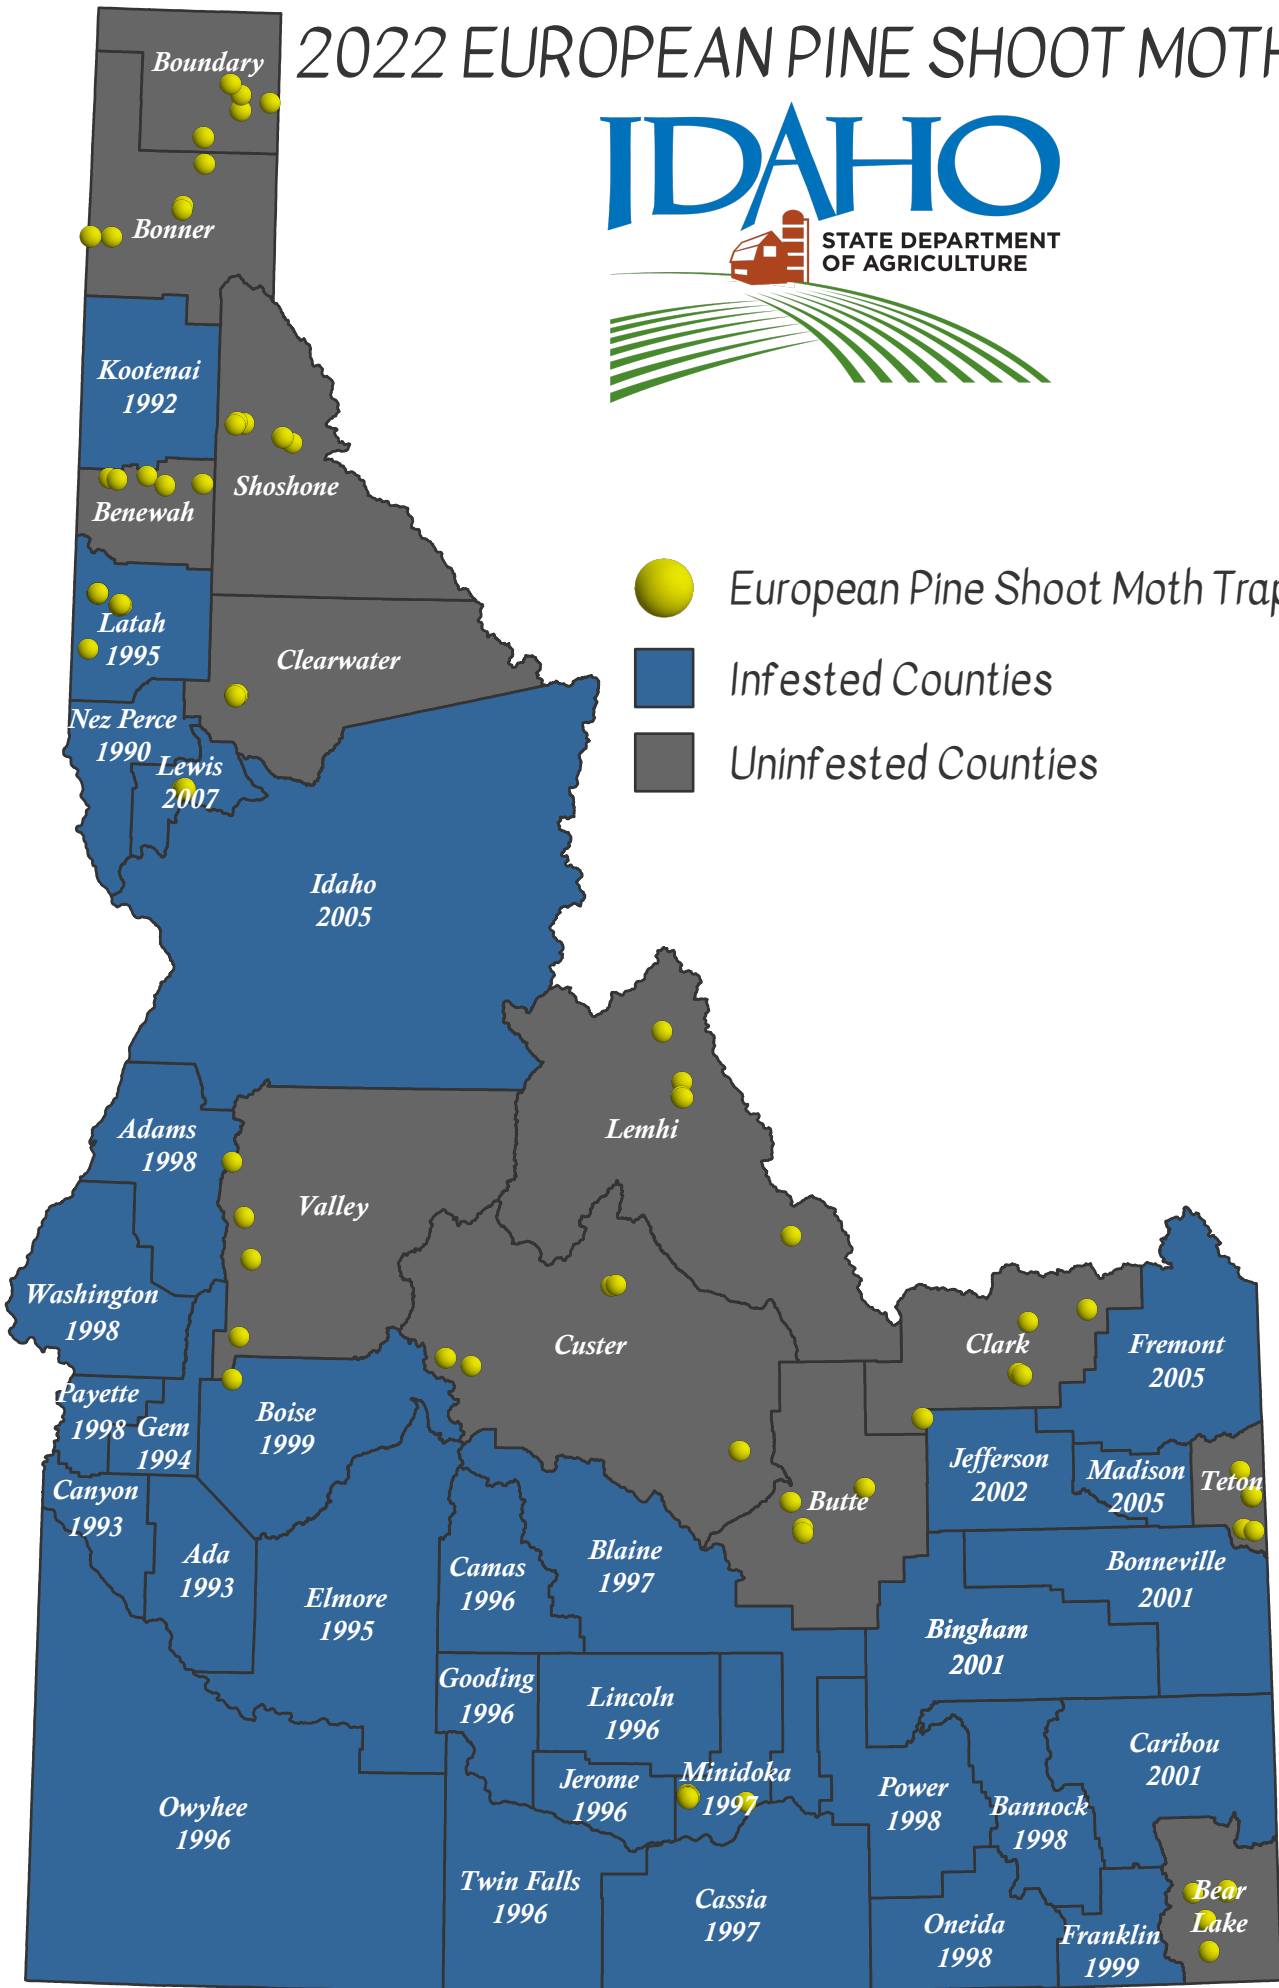 2022 EUROPEAN PINE SHOOT MOTH
IDAHO
STATE DEPARTMENT
OF AGRICULTURE
European Pine Shoot Moth Trap
Infested Counties
Uninfested Counties
Boundary
Bonner
Kootenai
1992
Shoshone
Benewah
Latah
1995
Clearwater
Nez Perce
1990
Lewis
2007
Idaho
2005
Adams
1998
Lemhi
Valley
Washington
1998
Custer
Clark
Fremont
2005
Payette
1998
Gem
1994
Boise
1999
Jefferson
2002
Madison
2005
Teton
Canyon
1993
Butte
Ada
1993
Elmore
1995
Camas
1996
Blaine
1997
Bonneville
2001
Bingham
2001
Gooding
1996
Lincoln
1996
Caribou
2001
Jerome
1996
Minidoka
1997
Power
1998
Bannock
1998
Owyhee
1996
Twin Falls
1996
Cassia
1997
Oneida
1998
Franklin
1999
Bear
Lake